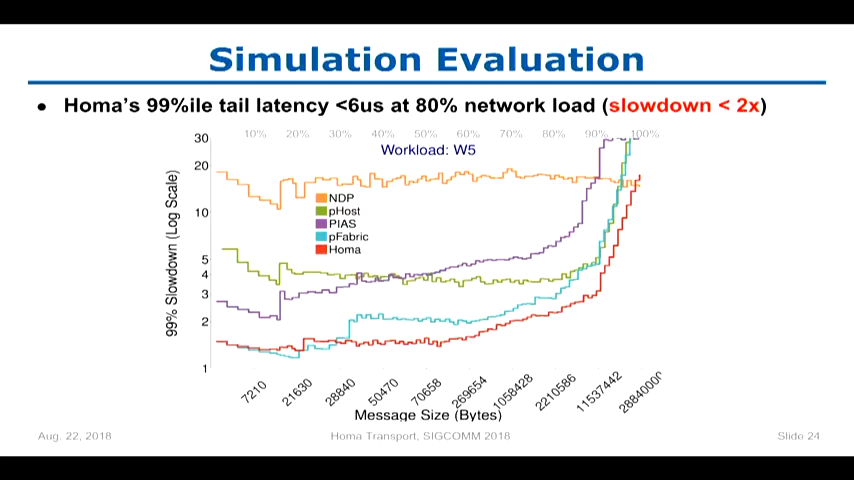 Simulation Evaluation
• Homa's 99%ile tail latency <6us at 80% network load (slowdown < 2x)
10% 20% 30% 40% 50% 60% 70% 80% 90% 100%
Workload: W5
30
20
10
5
4
3
2
1
99% Slowdown (Log Scale)
NDP
pHost
PIAS
pFabric
Homa
7210 21630 28840 50470 70658 269654 1058428 2210586 11537442 28840000
Message Size (Bytes)
Aug. 22, 2018 Homa Transport, SIGCOMM 2018 Slide 24